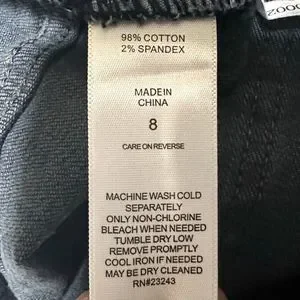 98% COTTON
2% SPANDEX
MADE IN
CHINA
8
CARE ON REVERSE
MACHINE WASH COLD
SEPARATELY
ONLY NON-CHLORINE
BLEACH WHEN NEEDED
TUMBLE DRY LOW
REMOVE PROMPTLY
COOL IRON IF NEEDED
MAY BE DRY CLEANED
RN#23243